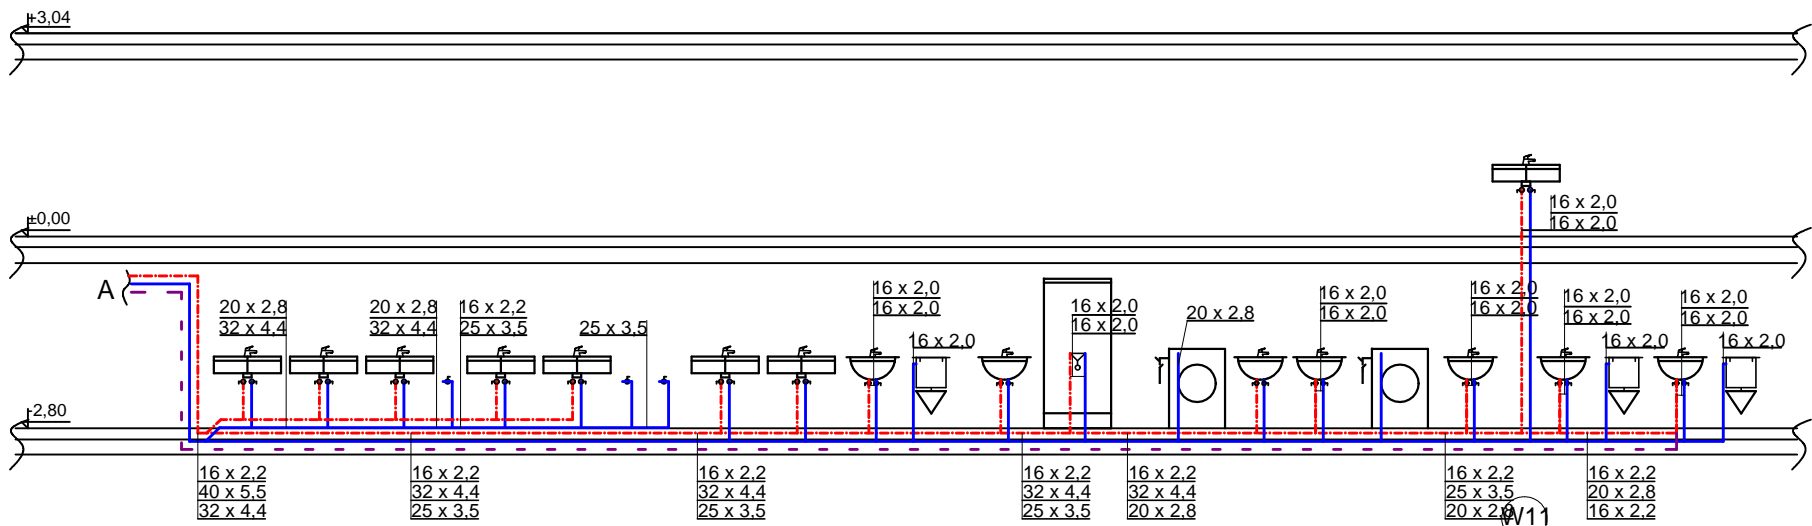 +3,04
±0,00
A
20 x 2,8
32 x 4,4
20 x 2,8
32 x 4,4
16 x 2,2
25 x 3,5
25 x 3,5
16 x 2,0
16 x 2,0
16 x 2,0
16 x 2,0
16 x 2,0
20 x 2,8
16 x 2,0
16 x 2,0
16 x 2,0
16 x 2,0
16 x 2,0
16 x 2,0
16 x 2,0
16 x 2,0
16 x 2,0
16 x 2,0
16 x 2,0
16 x 2,0
-2,80
16 x 2,2
40 x 5,5
32 x 4,4
16 x 2,2
32 x 4,4
25 x 3,5
16 x 2,2
32 x 4,4
25 x 3,5
16 x 2,2
32 x 4,4
25 x 3,5
16 x 2,2
32 x 4,4
20 x 2,8
16 x 2,2
25 x 3,5
20 x 2,8
W11
16 x 2,2
20 x 2,8
16 x 2,2